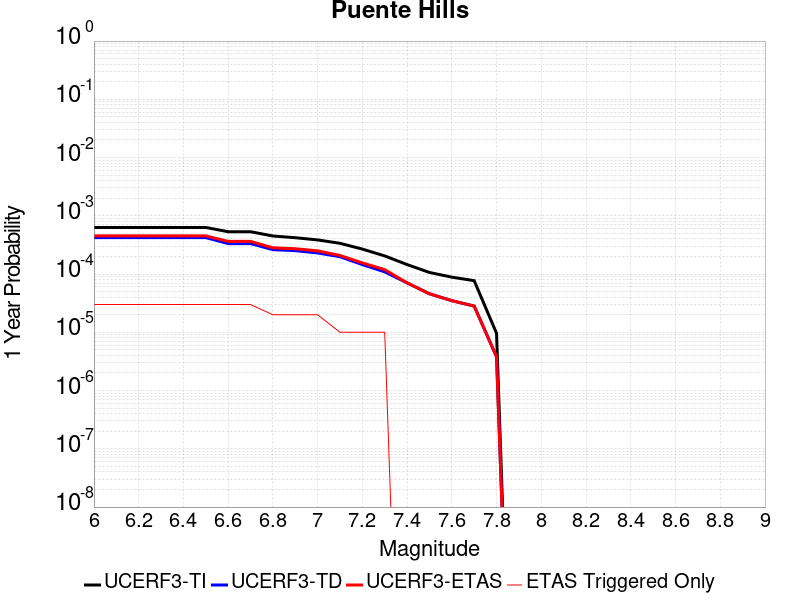 Puente Hills
10^0
10^-1
10^-2
10^-3
10^-4
10^-5
10^-6
10^-7
10^-8
1 Year Probability
6 6.2 6.4 6.6 6.8 7 7.2 7.4 7.6 7.8 8 8.2 8.4 8.6 8.8 9
Magnitude
UCERF3-TI UCERF3-TD UCERF3-ETAS ETAS Triggered Only